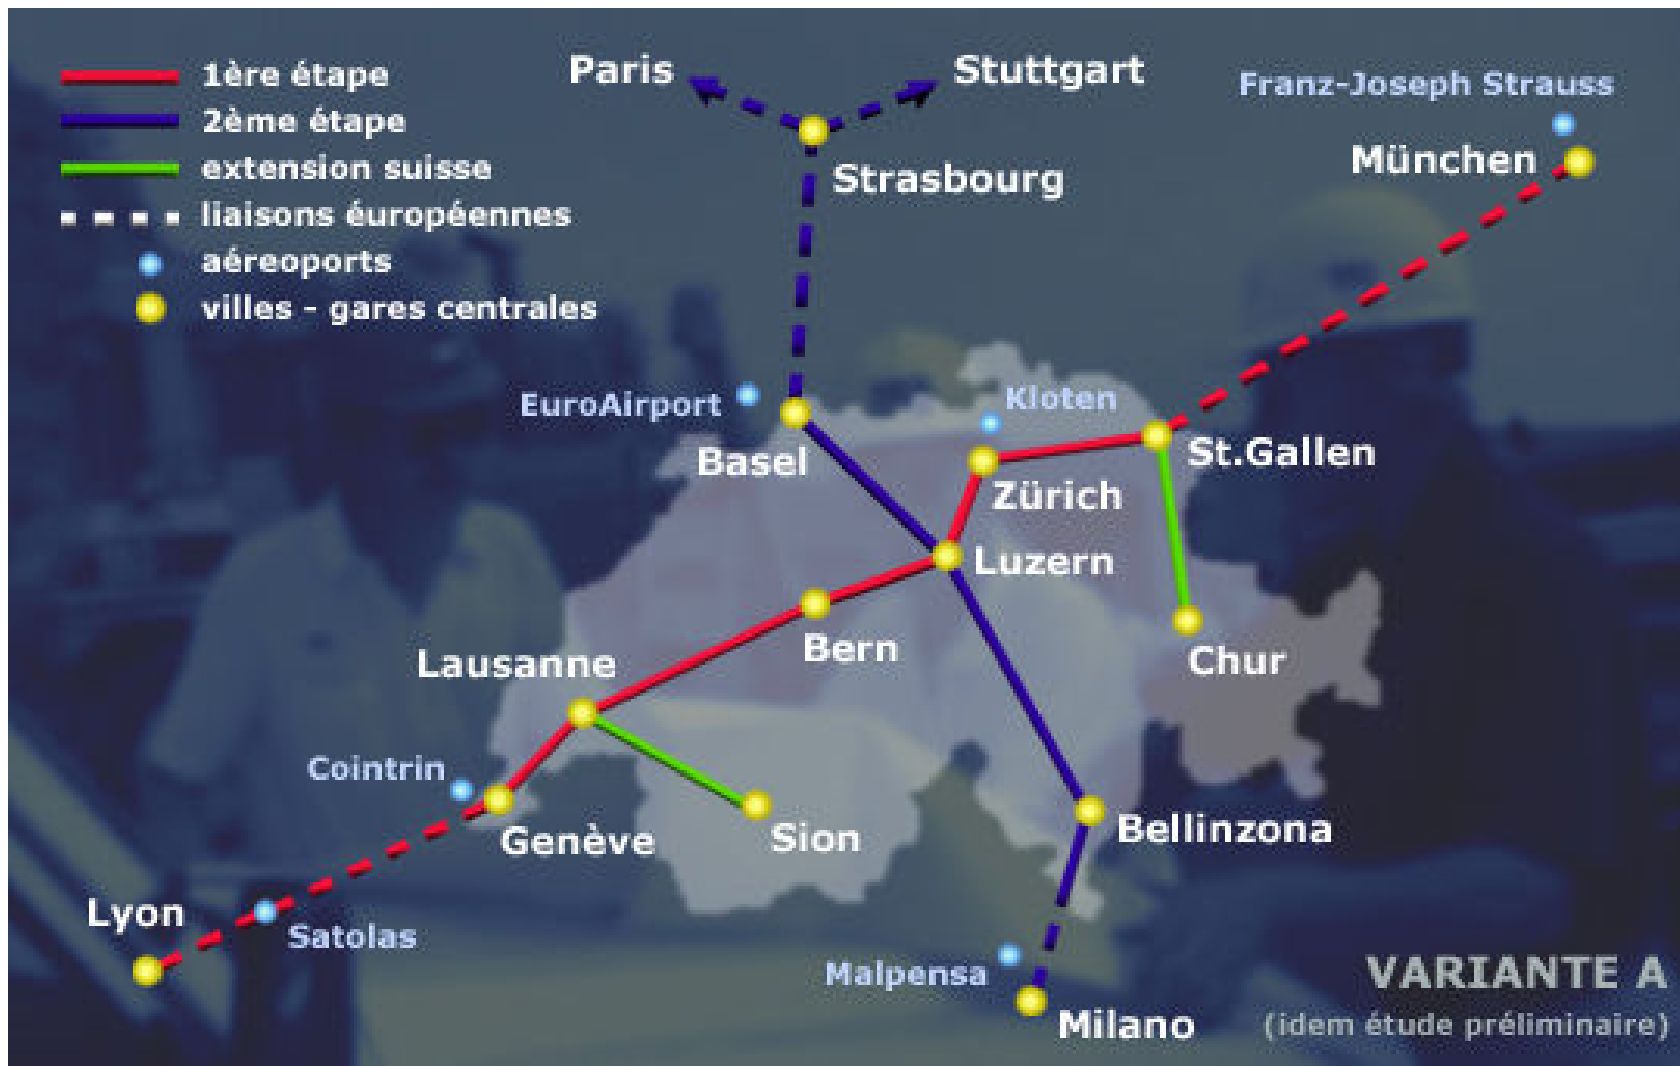 1ère étape
2ème étape
extension suisse
liaisons éuropéennes
aéreoports
villes - gares centrales
Paris
Stuttgart
Franz-Joseph Strauss
München
Strasbourg
EuroAirport
Kloten
Basel
St.Gallen
Zürich
Luzern
Bern
Chur
Lausanne
Cointrin
Genève
Sion
Bellinzona
Lyon
Satolas
Malpensa
Milano
VARIANTE A
(idem étude préliminaire)